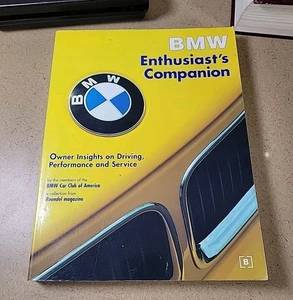 BMW
Enthusiast's
Companion
BMW
Owner Insights on Driving,
Performance and Service
by the members of the
BMW Car Club of America
a collection from
Roundel magazine
B